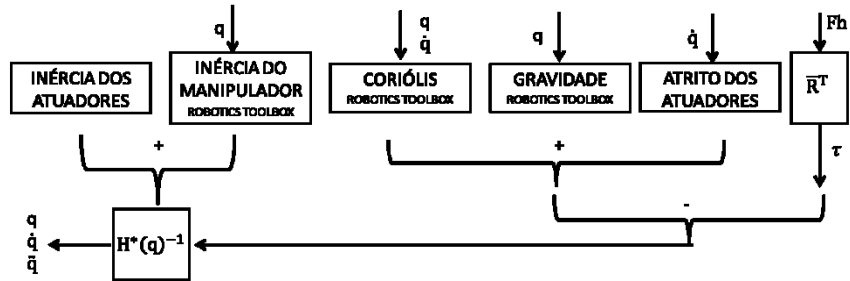 q
q
q̇
q
q̇
Fh
INÉRCIA DOS
ATUADORES
INÉRCIA DO
MANIPULADOR
ROBOTICS TOOLBOX
CORIÓLIS
ROBOTICS TOOLBOX
GRAVIDADE
ROBOTICS TOOLBOX
ATRITO DOS
ATUADORES
R̅ᵀ
+
+
τ
-
q
q̇
q̈
H*(q)⁻¹